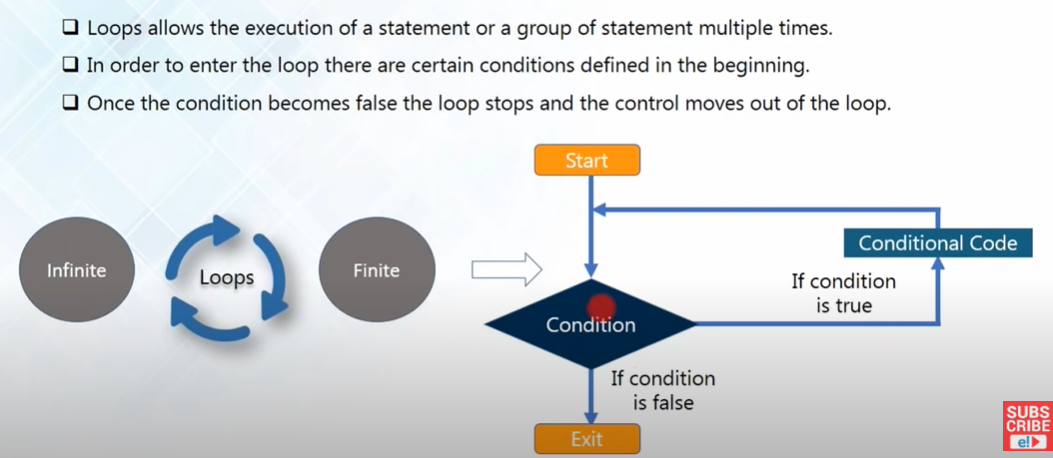 Loops allows the execution of a statement or a group of statement multiple times.
In order to enter the loop there are certain conditions defined in the beginning.
Once the condition becomes false the loop stops and the control moves out of the loop.
Start
Conditional Code
Infinite
Loops
Finite
If condition
is true
Condition
If condition
is false
Exit
SUBS
CRIBE
e!